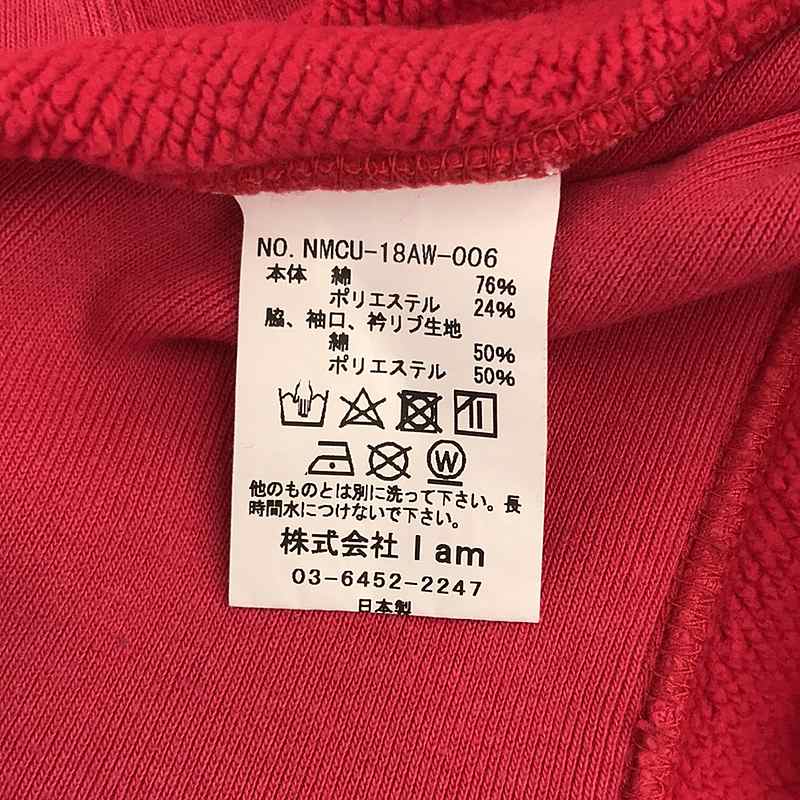 NO. NMCU-18AW-006
本体 綿 76%
ポリエステル 24%
脇、袖口、衿リブ生地
綿 50%
ポリエステル 50%
W
他のものとは別に洗って下さい。長
時間水につけないで下さい。
株式会社 I am
03-6452-2247
日本製